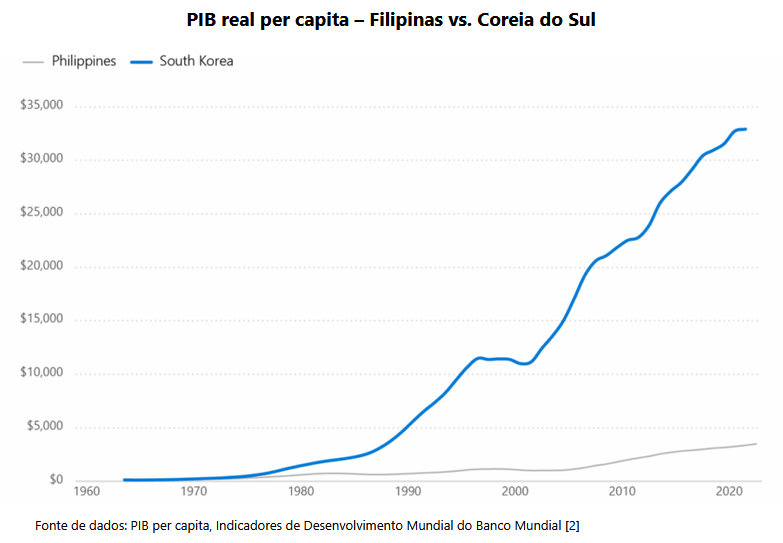 PIB real per capita – Filipinas vs. Coreia do Sul
Philippines South Korea
$35,000
$30,000
$25,000
$20,000
$15,000
$10,000
$5,000
$0
1960 1970 1980 1990 2000 2010 2020
Fonte de dados: PIB per capita, Indicadores de Desenvolvimento Mundial do Banco Mundial [2]